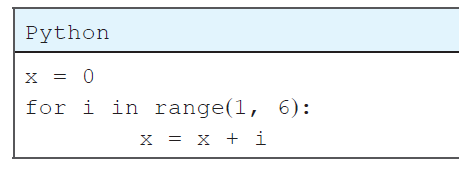 Python
x = 0
for i in range(1, 6):
        x = x + i